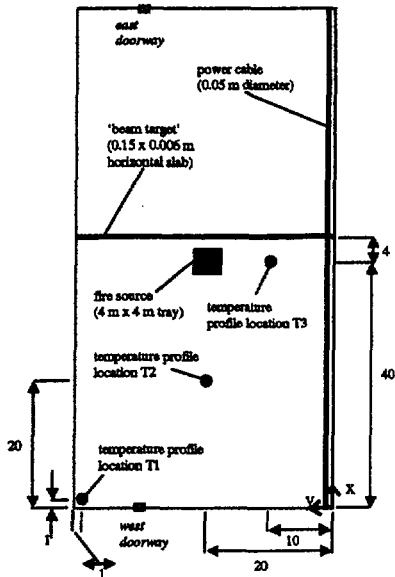 east
doorway
power cable
(0.05 m diameter)
'beam target'
(0.15 x 0.006 m
horizontal slab)
4
fire source
(4 m x 4 m tray)
temperature
profile location T3
temperature profile
location T2
40
20
temperature profile
location T1
X
Y
1
west
doorway
10
1
20